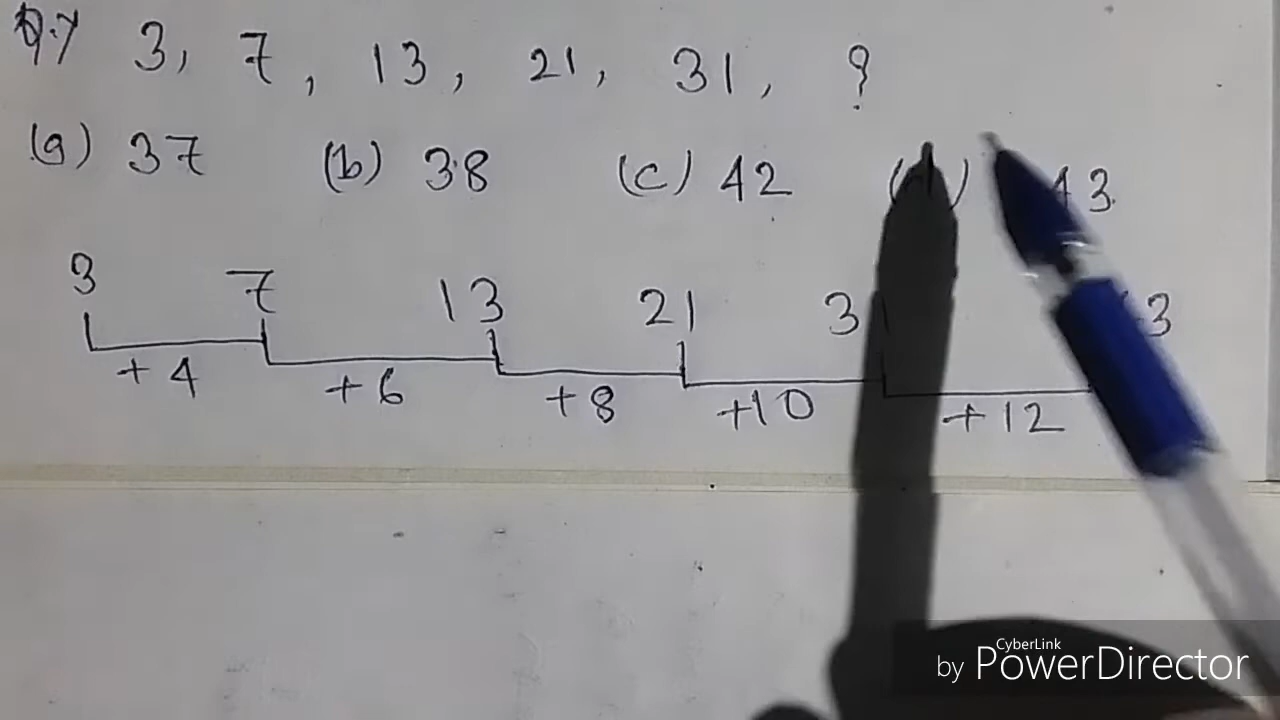 3, 7, 13, 21, 31, ?
(a) 37 (b) 38 (c) 42 43
3 7 13 21 3
+4 +6 +8 +10 +12
CyberLink
by PowerDirector